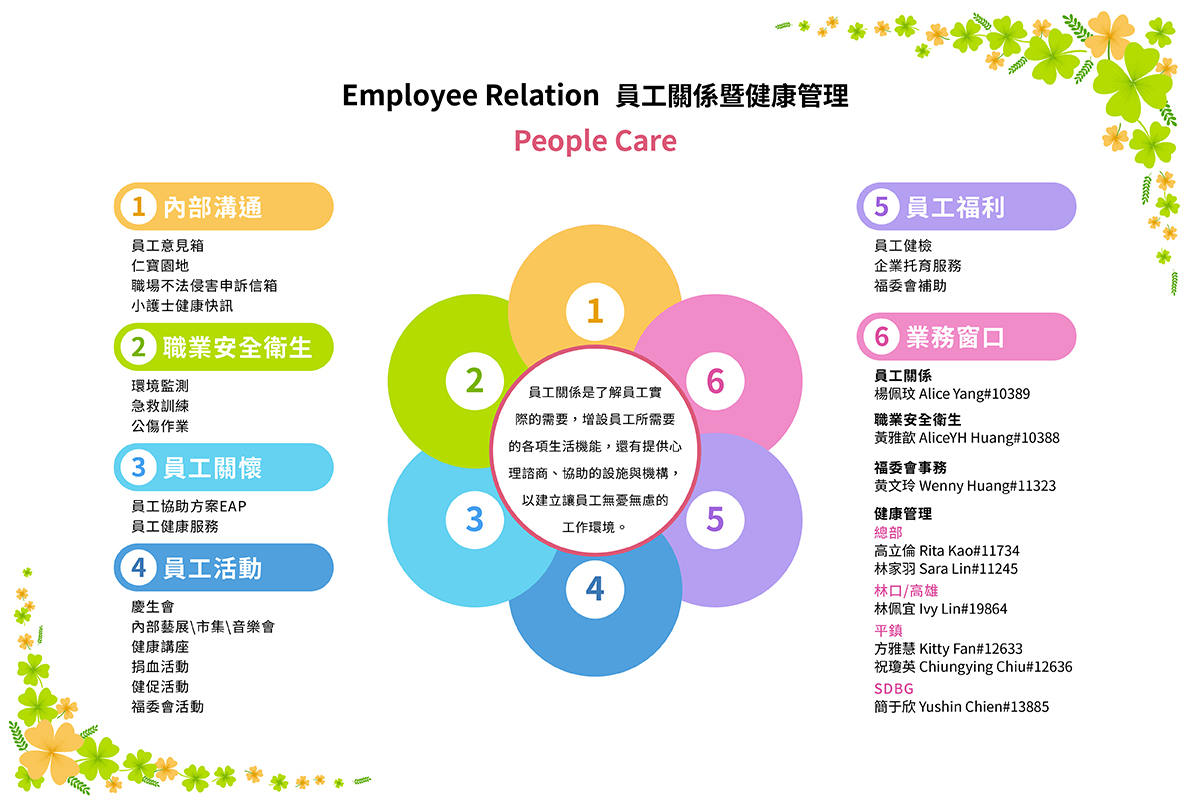 Employee Relation 員工關係暨健康管理
People Care
1 內部溝通
員工意見箱
仁寶園地
職場不法侵害申訴信箱
小護士健康快訊
2 職業安全衛生
環境監測
急救訓練
公傷作業
3 員工關懷
員工協助方案EAP
員工健康服務
4 員工活動
慶生會
內部藝展\市集\音樂會
健康講座
捐血活動
健促活動
福委會活動
1
2
3
4
5
6
員工關係是了解員工實
際的需要，增設員工所需要
的各項生活機能，還有提供心
理諮商、協助的設施與機構，
以建立讓員工無憂無慮的
工作環境。
5 員工福利
員工健檢
企業托育服務
福委會補助
6 業務窗口
員工關係
楊佩玟 Alice Yang#10389
職業安全衛生
黃雅歆 AliceYH Huang#10388
福委會事務
黃文玲 Wenny Huang#11323
健康管理
總部
高立倫 Rita Kao#11734
林家羽 Sara Lin#11245
林口/高雄
林佩宜 Ivy Lin#19864
平鎮
方雅慧 Kitty Fan#12633
祝瓊英 Chiungying Chiu#12636
SDBG
簡于欣 Yushin Chien#13885